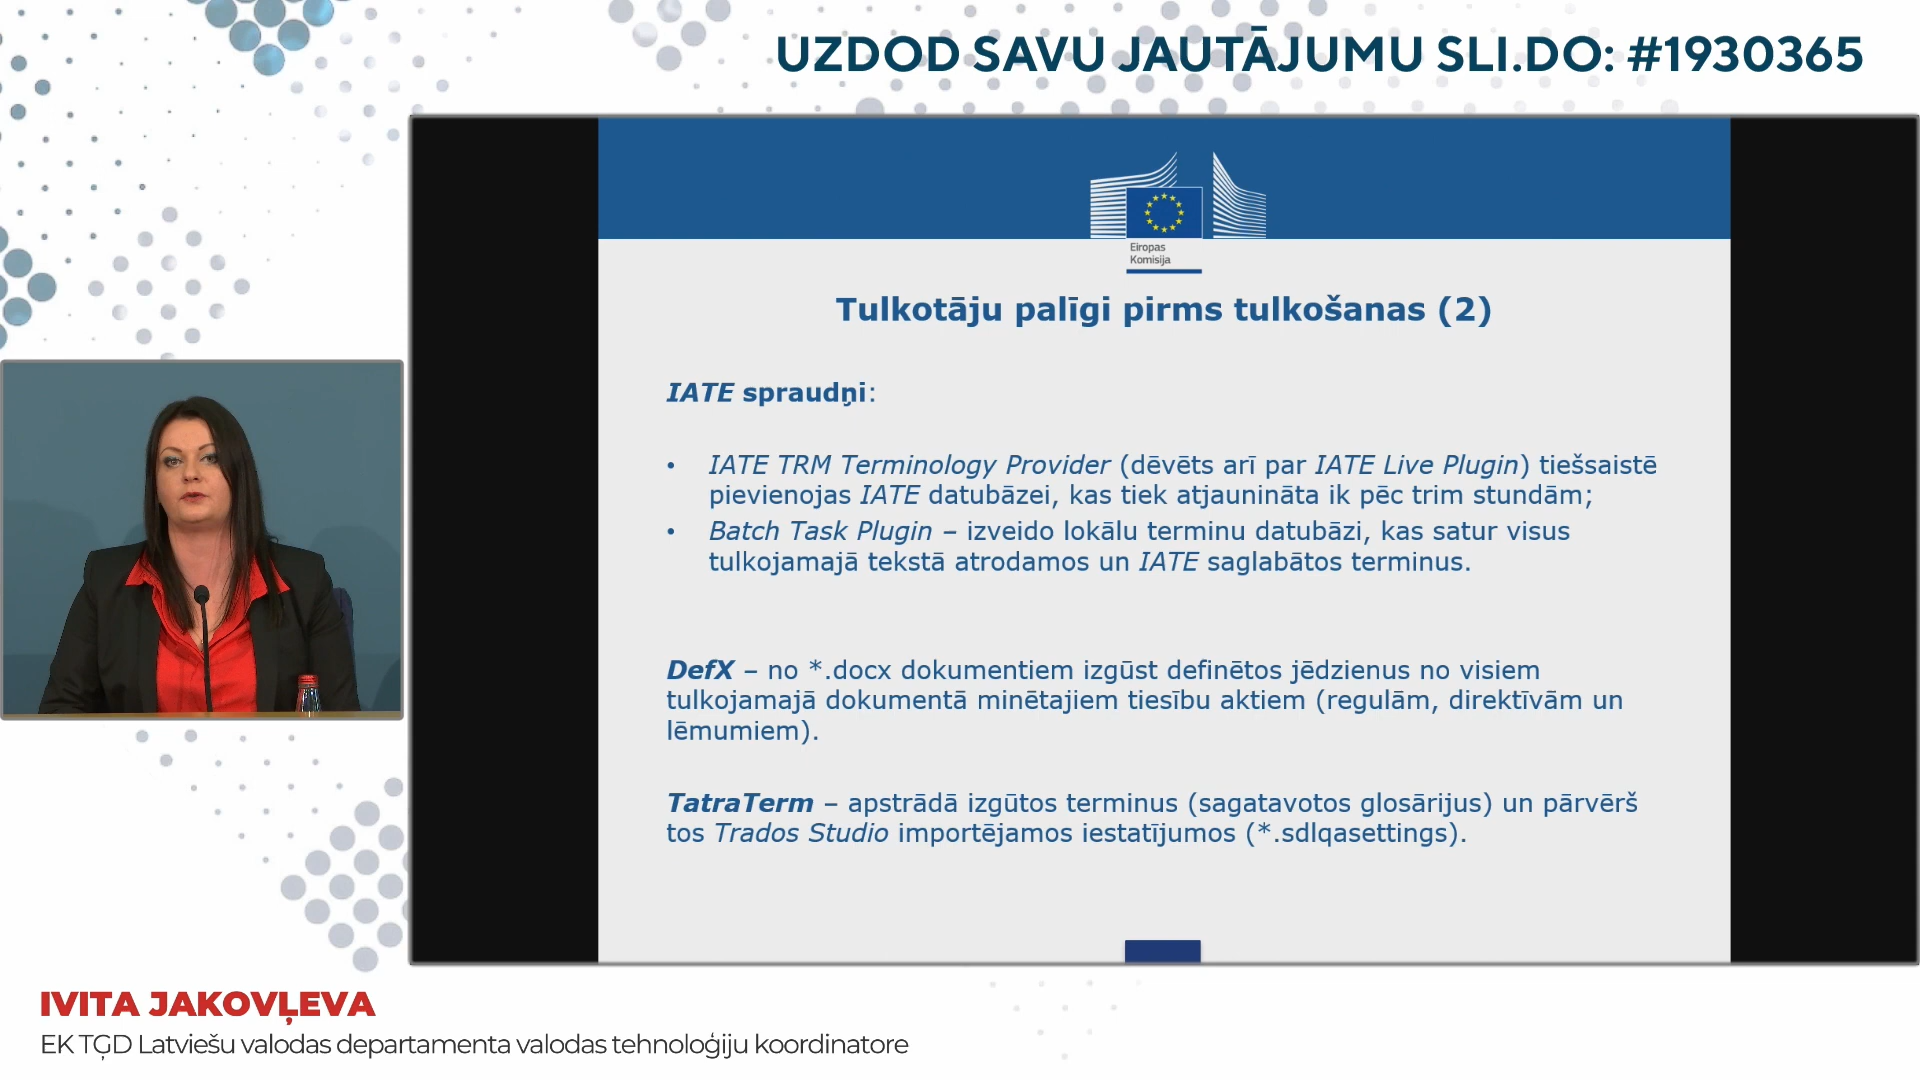 UZDOD SAVU JAUTĀJUMU SLI.DO: #1930365
Eiropas
Komisija
Tulkotāju palīgi pirms tulkošanas (2)
IATE spraudņi:
• IATE TRM Terminology Provider (dēvēts arī par IATE Live Plugin) tiešsaistē
pievienojas IATE datubāzei, kas tiek atjaunināta ik pēc trim stundām;
• Batch Task Plugin – izveido lokālu terminu datubāzi, kas satur visus
tulkojamajā tekstā atrodamos un IATE saglabātos terminus.
DefX – no *.docx dokumentiem izgūst definētos jēdzienus no visiem
tulkojamajā dokumentā minētajiem tiesību aktiem (regulām, direktīvām un
lēmumiem).
TatraTerm – apstrādā izgūtos terminus (sagatavotos glosārijus) un pārvērš
tos Trados Studio importējamos iestatījumos (*.sdlqasettings).
IVITA JAKOVĻEVA
EK TĢD Latviešu valodas departamenta valodas tehnoloģiju koordinatore